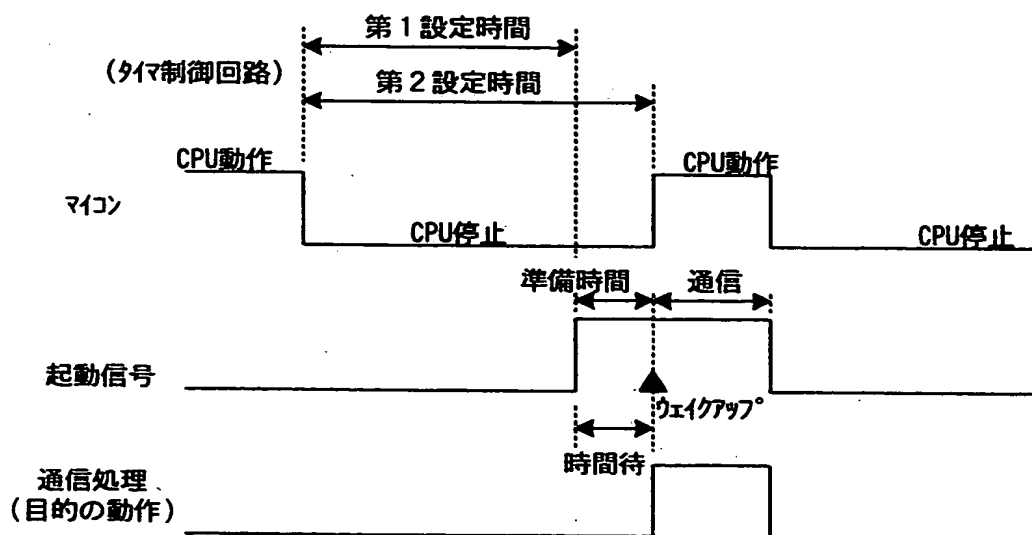 第1設定時間
(ﾀｲﾏ制御回路)
第2設定時間
CPU動作
CPU動作
ﾏｲｺﾝ
CPU停止
CPU停止
準備時間
通信
起動信号
ｳｪｲｸｱｯﾌﾟ
時間待
通信処理
(目的の動作)